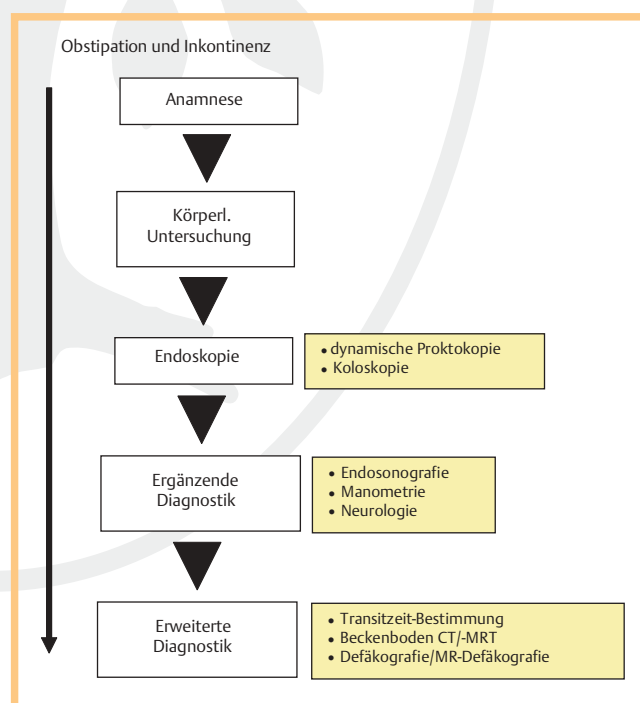 Obstipation und Inkontinenz
Anamnese
Körperl.
Untersuchung
Endoskopie
• dynamische Proktokopie
• Koloskopie
Ergänzende
Diagnostik
• Endosonografie
• Manometrie
• Neurologie
Erweiterte
Diagnostik
• Transitzeit-Bestimmung
• Beckenboden CT/-MRT
• Defäkografie/MR-Defäkografie